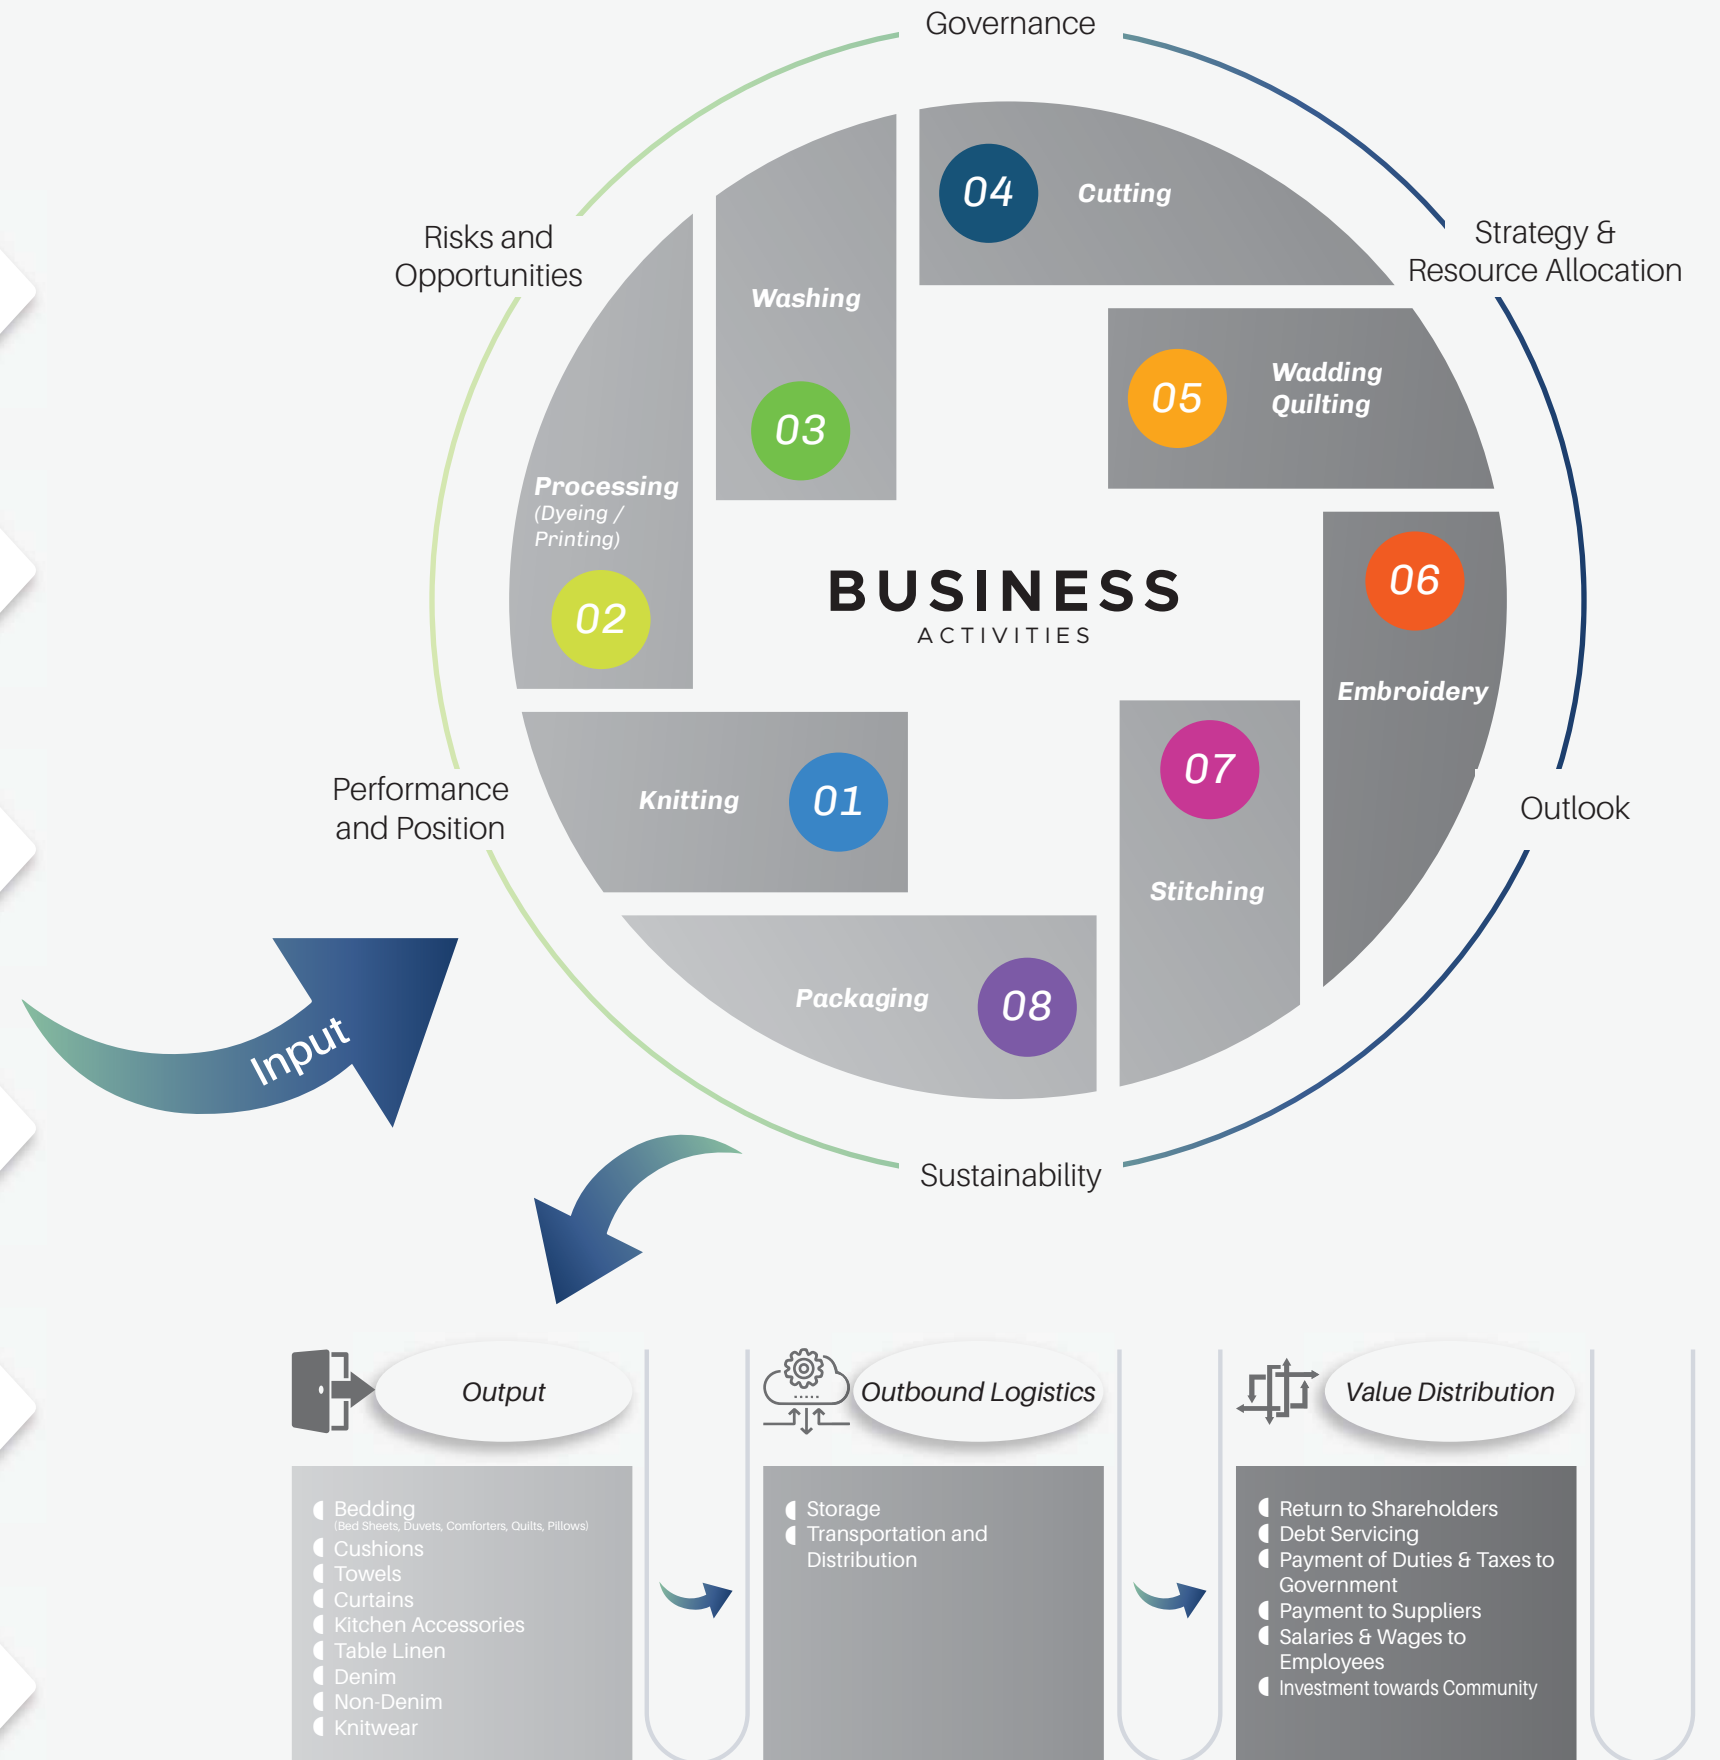 Governance
Risks and
Opportunities
Strategy &
Resource Allocation
04
Cutting
Washing
03
05
Wadding
Quilting
Processing
(Dyeing /
Printing)
02
BUSINESS
ACTIVITIES
06
Embroidery
Performance
and Position
Knitting
01
07
Stitching
Outlook
Packaging
08
Input
Sustainability
Output
Bedding
(Bed Sheets, Duvets, Comforters, Quilts, Pillows)
Cushions
Towels
Curtains
Kitchen Accessories
Table Linen
Denim
Non-Denim
Knitwear
Outbound Logistics
Storage
Transportation and
Distribution
Value Distribution
Return to Shareholders
Debt Servicing
Payment of Duties & Taxes to
Government
Payment to Suppliers
Salaries & Wages to
Employees
Investment towards Community